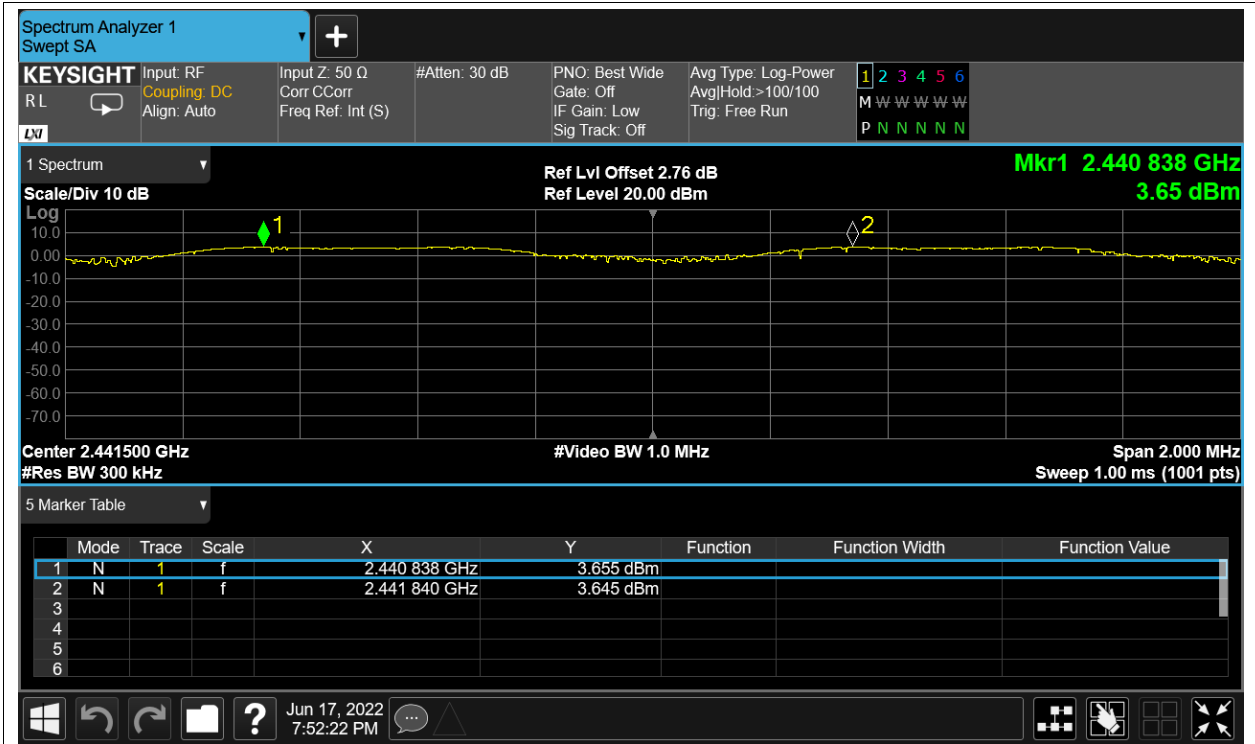 Spectrum Analyzer 1
Swept SA
KEYSIGHT
RL
LXI
Input: RF
Coupling: DC
Align: Auto
Input Z: 50 Ω
Corr CCorr
Freq Ref: Int (S)
#Atten: 30 dB
PNO: Best Wide
Gate: Off
IF Gain: Low
Sig Track: Off
Avg Type: Log-Power
Avg|Hold:>100/100
Trig: Free Run
1 2 3 4 5 6
M W W W W W
P N N N N N
1 Spectrum
Scale/Div 10 dB
Ref Lvl Offset 2.76 dB
Ref Level 20.00 dBm
Mkr1 2.440 838 GHz
3.65 dBm
Log
10.0
0.00
-10.0
-20.0
-30.0
-40.0
-50.0
-60.0
-70.0
1
2
Center 2.441500 GHz
#Res BW 300 kHz
#Video BW 1.0 MHz
Span 2.000 MHz
Sweep 1.00 ms (1001 pts)
5 Marker Table
Mode Trace Scale X Y Function Function Width Function Value
1 N 1 f 2.440 838 GHz 3.655 dBm
2 N 1 f 2.441 840 GHz 3.645 dBm
3
4
5
6
?
Jun 17, 2022
7:52:22 PM